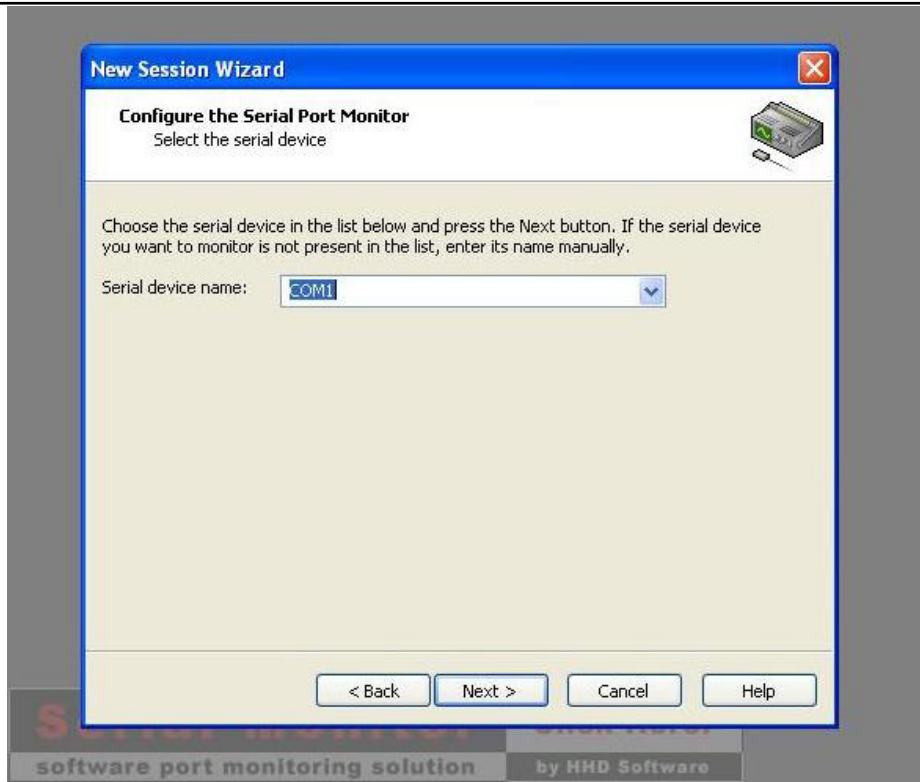 New Session Wizard
Configure the Serial Port Monitor
Select the serial device
Choose the serial device in the list below and press the Next button. If the serial device
you want to monitor is not present in the list, enter its name manually.
Serial device name:
COM1
< Back
Next >
Cancel
Help
software port monitoring solution
by HHD Software